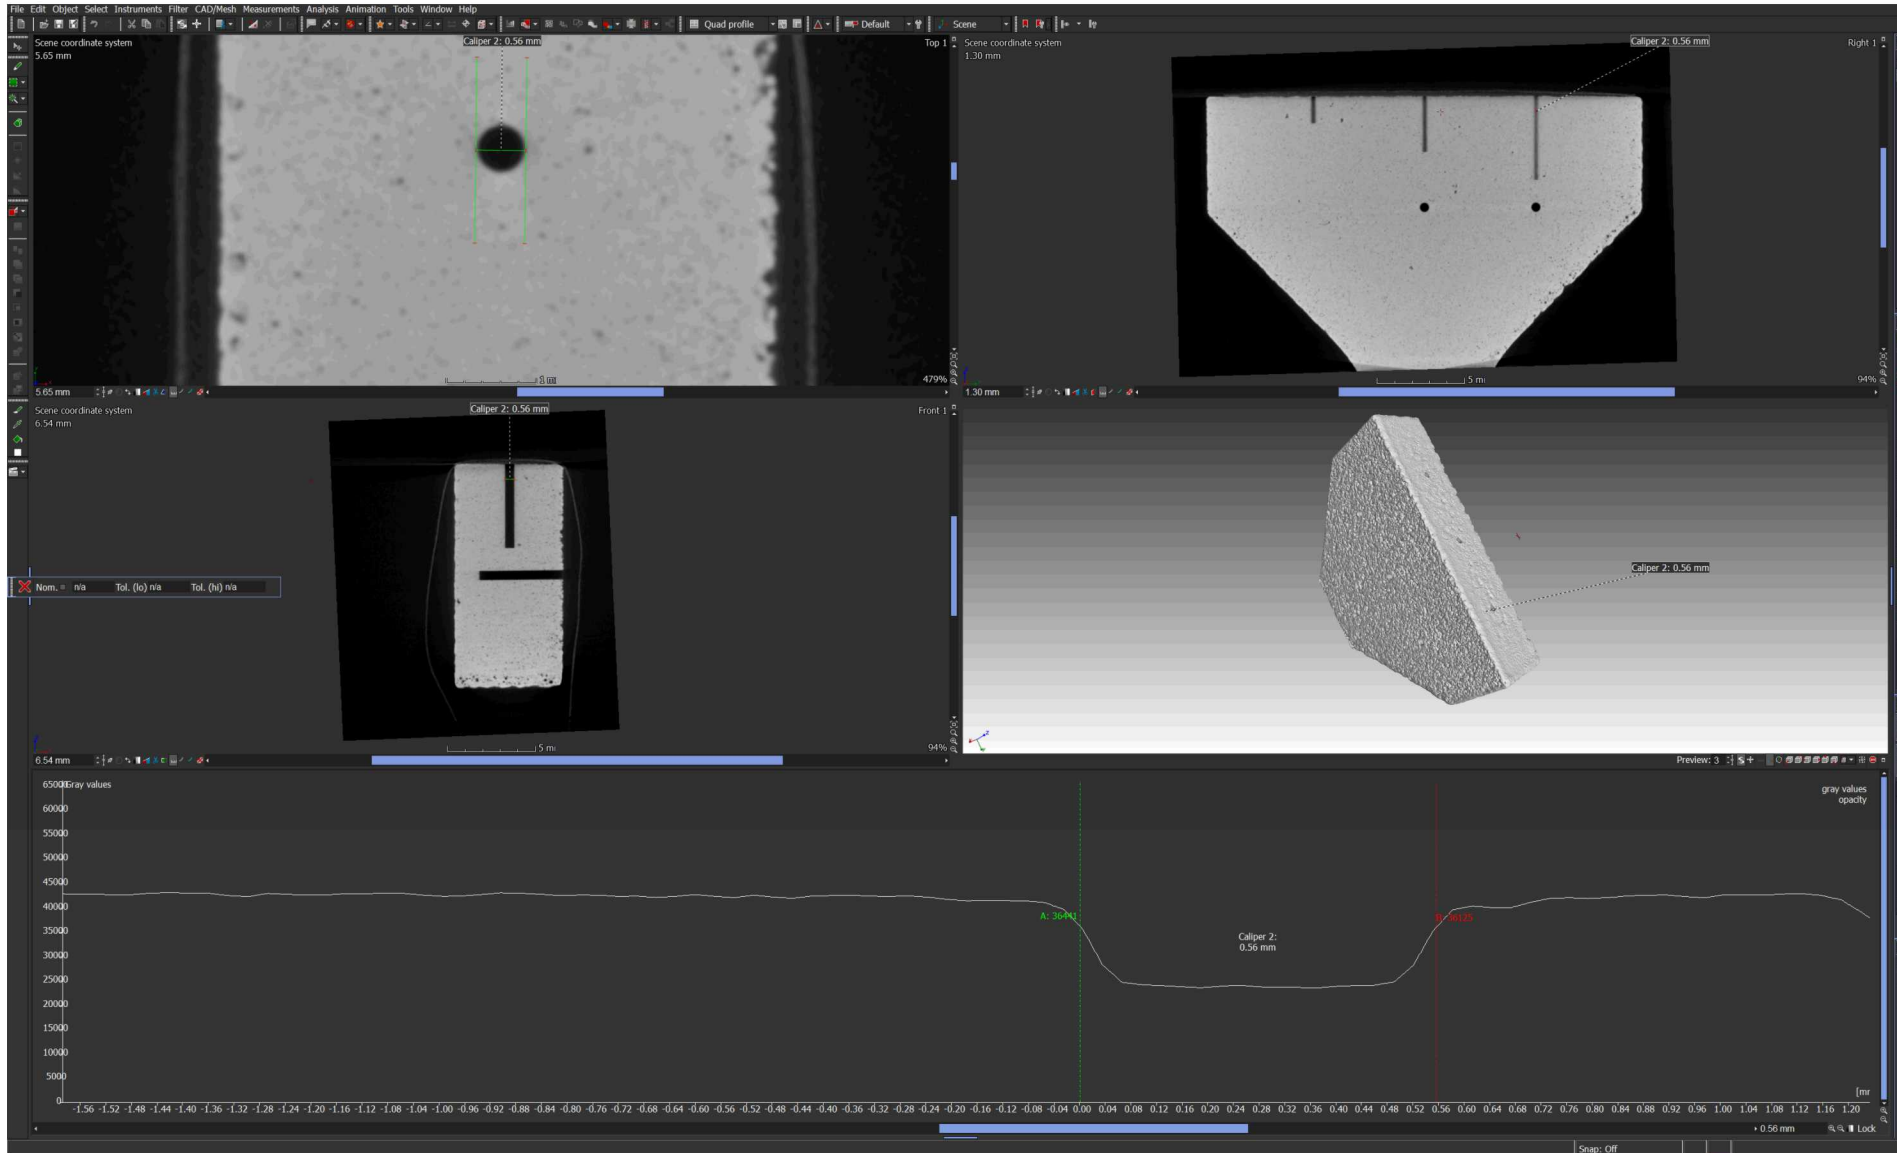 File Edit Object Select Instruments Filter CAD/Mesh Measurements Analysis Animation Tools Window Help
Quad profile
Default
Scene
Scene coordinate system
5.65 mm
Caliper 2: 0.56 mm
Top 1
1 m
479%
5.65 mm
Scene coordinate system
1.30 mm
Caliper 2: 0.56 mm
Right 1
5 m
94%
1.30 mm
Scene coordinate system
6.54 mm
Caliper 2: 0.56 mm
Front 1
Nom. = n/a Tol. (lo) n/a Tol. (hi) n/a
5 m
94%
6.54 mm
Caliper 2: 0.56 mm
Preview: 3
Gray values
gray values
opacity
65000
60000
55000
50000
45000
40000
35000
30000
25000
20000
15000
10000
5000
0
A: 36441
Caliper 2:
0.56 mm
[mr
-1.56 -1.52 -1.48 -1.44 -1.40 -1.36 -1.32 -1.28 -1.24 -1.20 -1.16 -1.12 -1.08 -1.04 -1.00 -0.96 -0.92 -0.88 -0.84 -0.80 -0.76 -0.72 -0.68 -0.64 -0.60 -0.56 -0.52 -0.48 -0.44 -0.40 -0.36 -0.32 -0.28 -0.24 -0.20 -0.16 -0.12 -0.08 -0.04 0.00 0.04 0.08 0.12 0.16 0.20 0.24 0.28 0.32 0.36 0.40 0.44 0.48 0.52 0.56 0.60 0.64 0.68 0.72 0.76 0.80 0.84 0.88 0.92 0.96 1.00 1.04 1.08 1.12 1.16 1.20
0.56 mm
Lock
Snap: Off